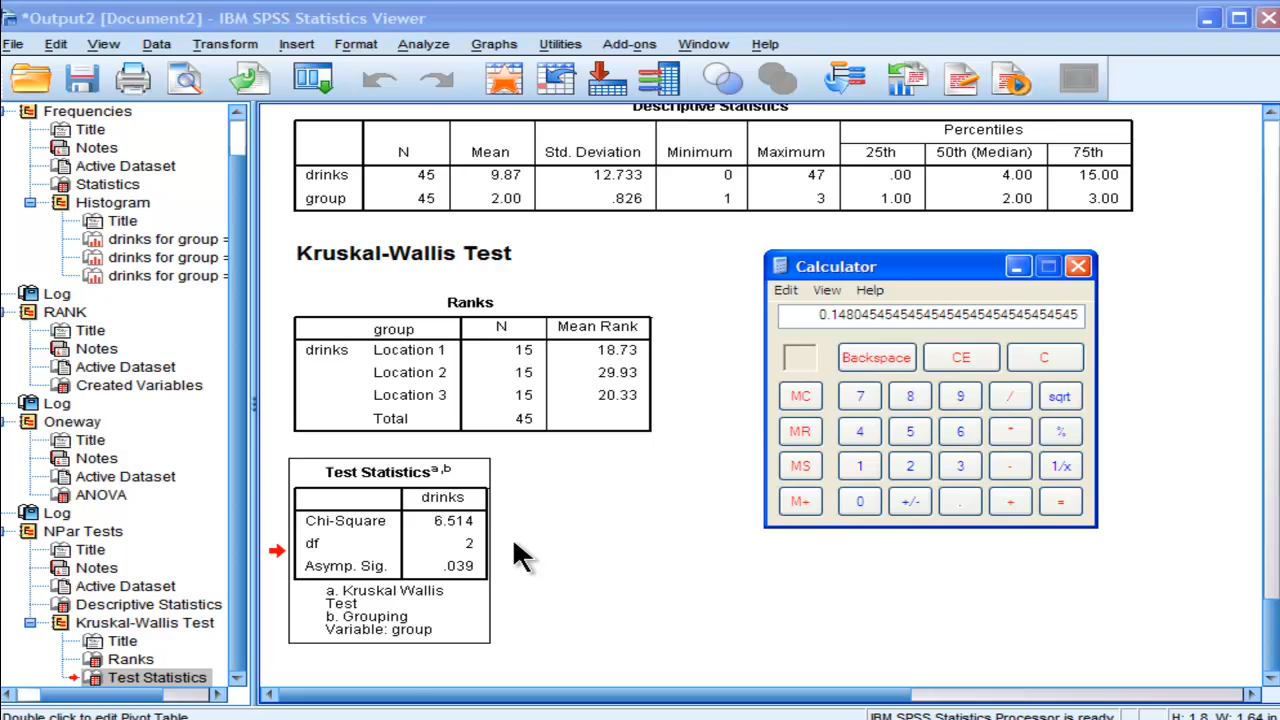 *Output2 [Document2] - IBM SPSS Statistics Viewer
File Edit View Data Transform Insert Format Analyze Graphs Utilities Add-ons Window Help
Frequencies
Title
Notes
Active Dataset
Statistics
Histogram
Title
drinks for group =
drinks for group =
drinks for group =
Log
RANK
Title
Notes
Active Dataset
Created Variables
Log
Oneway
Title
Notes
Active Dataset
ANOVA
Log
NPar Tests
Title
Notes
Active Dataset
Descriptive Statistics
Kruskal-Wallis Test
Title
Ranks
Test Statistics
Descriptive Statistics
Percentiles
N Mean Std. Deviation Minimum Maximum 25th 50th (Median) 75th
drinks 45 9.87 12.733 0 47 .00 4.00 15.00
group 45 2.00 .826 1 3 1.00 2.00 3.00
Kruskal-Wallis Test
Ranks
group N Mean Rank
drinks Location 1 15 18.73
Location 2 15 29.93
Location 3 15 20.33
Total 45
Test Statistics a,b
drinks
Chi-Square 6.514
df 2
Asymp. Sig. .039
a. Kruskal Wallis
Test
b. Grouping
Variable: group
Calculator
Edit View Help
0.14804545454545454545454545454545
Backspace CE C
MC 7 8 9 / sqrt
MR 4 5 6 * %
MS 1 2 3 - 1/x
M+ 0 +/- . + =
Double click to edit Pivot Table
IBM SPSS Statistics Processor is ready
H: 1.8, W: 1.64 in